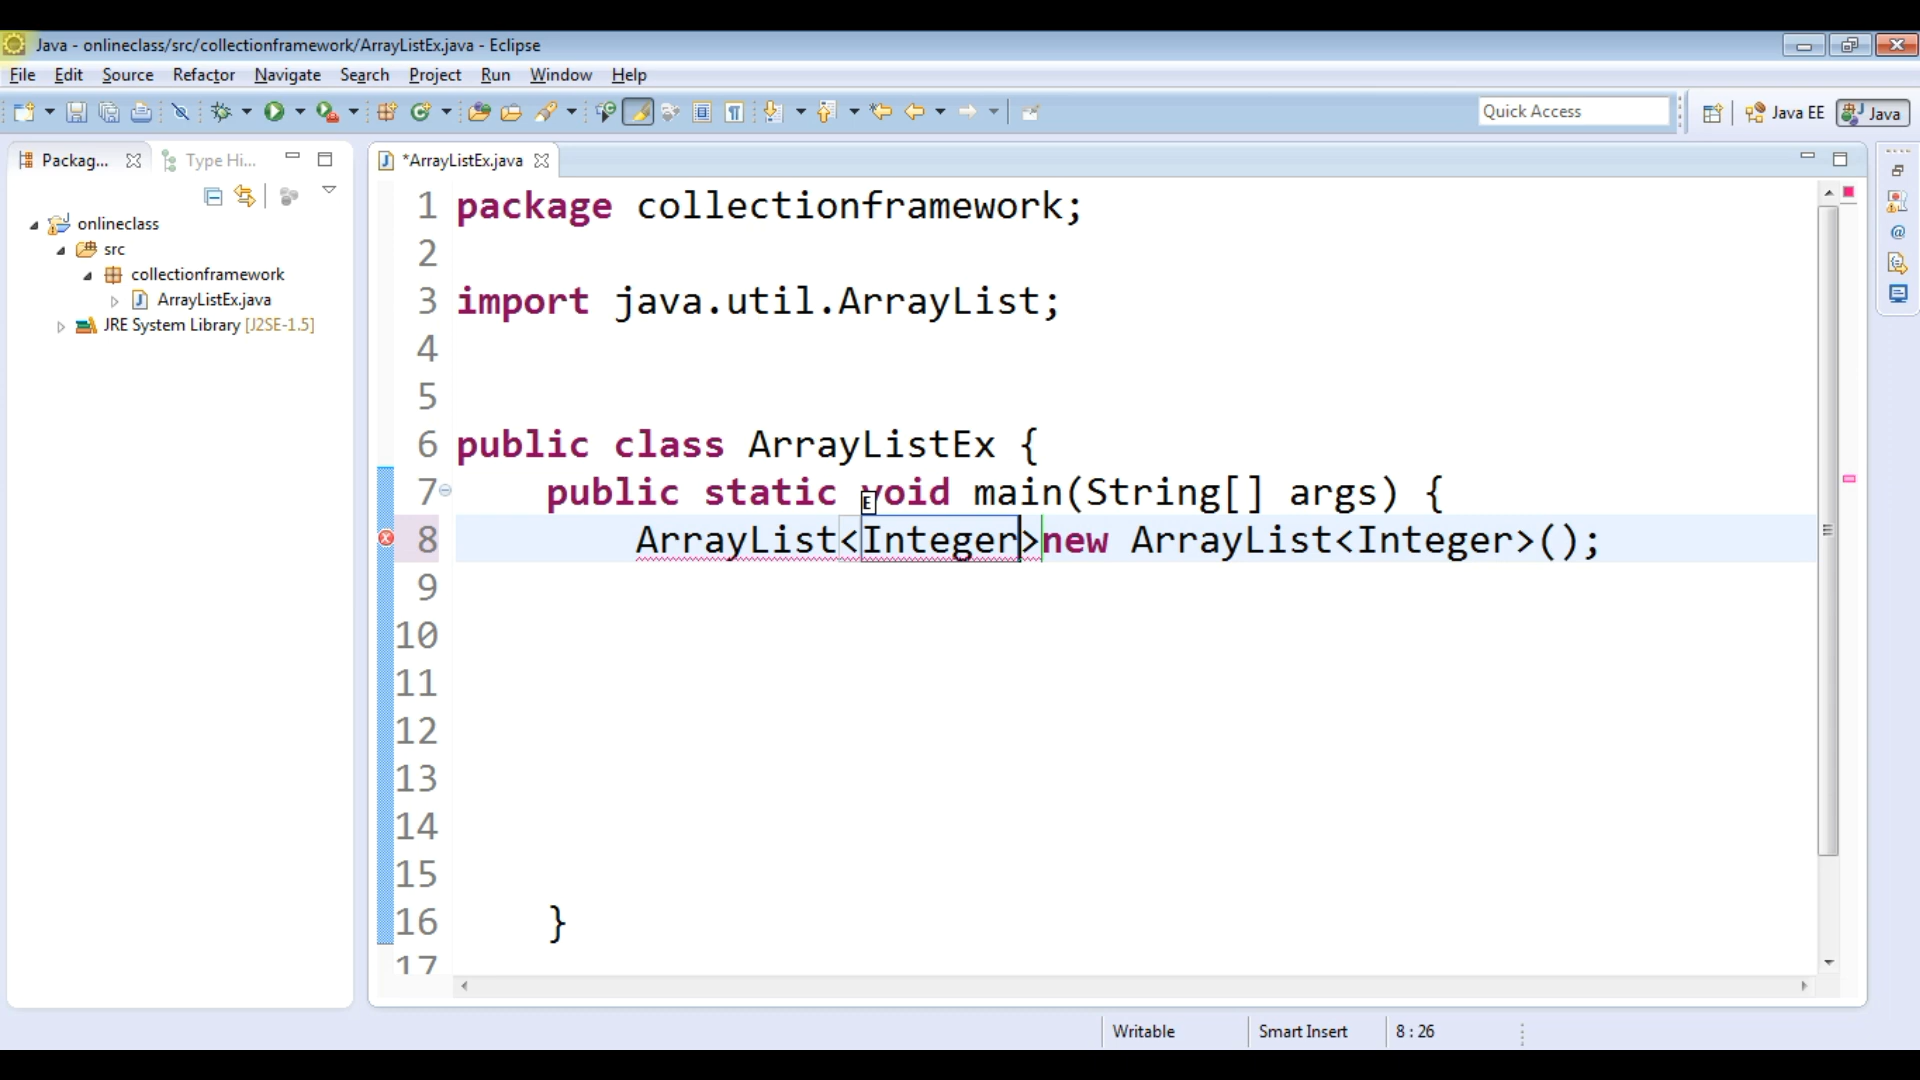 Java - onlineclass/src/collectionframework/ArrayListEx.java - Eclipse
File Edit Source Refactor Navigate Search Project Run Window Help
Quick Access Java EE Java
Packag... Type Hi... *ArrayListEx.java
onlineclass
src
collectionframework
ArrayListEx.java
JRE System Library [J2SE-1.5]
1 package collectionframework;
2
3 import java.util.ArrayList;
4
5
6 public class ArrayListEx {
7 public static void main(String[] args) {
E
8 ArrayList<Integer>new ArrayList<Integer>();
9
10
11
12
13
14
15
16 }
17
Writable Smart Insert 8 : 26